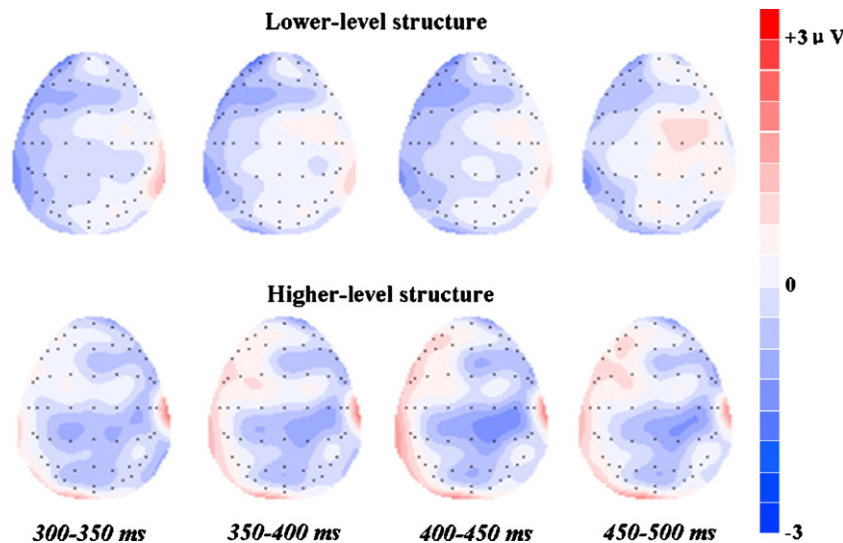 Lower-level structure
+3 μ V
0
Higher-level structure
300-350 ms
350-400 ms
400-450 ms
450-500 ms
-3